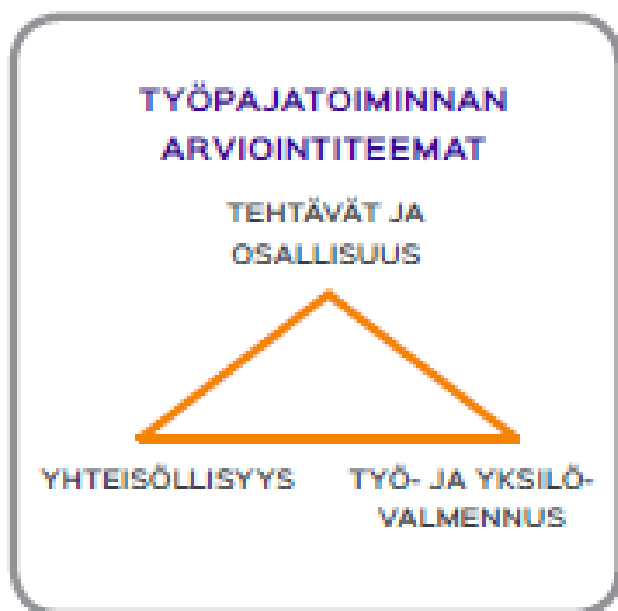 TYÖPAJATOIMINNAN
ARVIOINTITEEMAT
TEHTÄVÄT JA
OSALLISUUS
YHTEISÖLLISYYS
TYÖ- JA YKSILÖ-
VALMENNUS